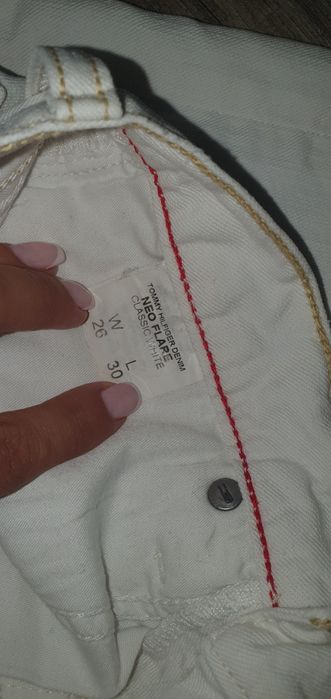 TOMMY HILFIGER DENIM
NEO FLARE
CLASSIC WHITE
W L
26 30